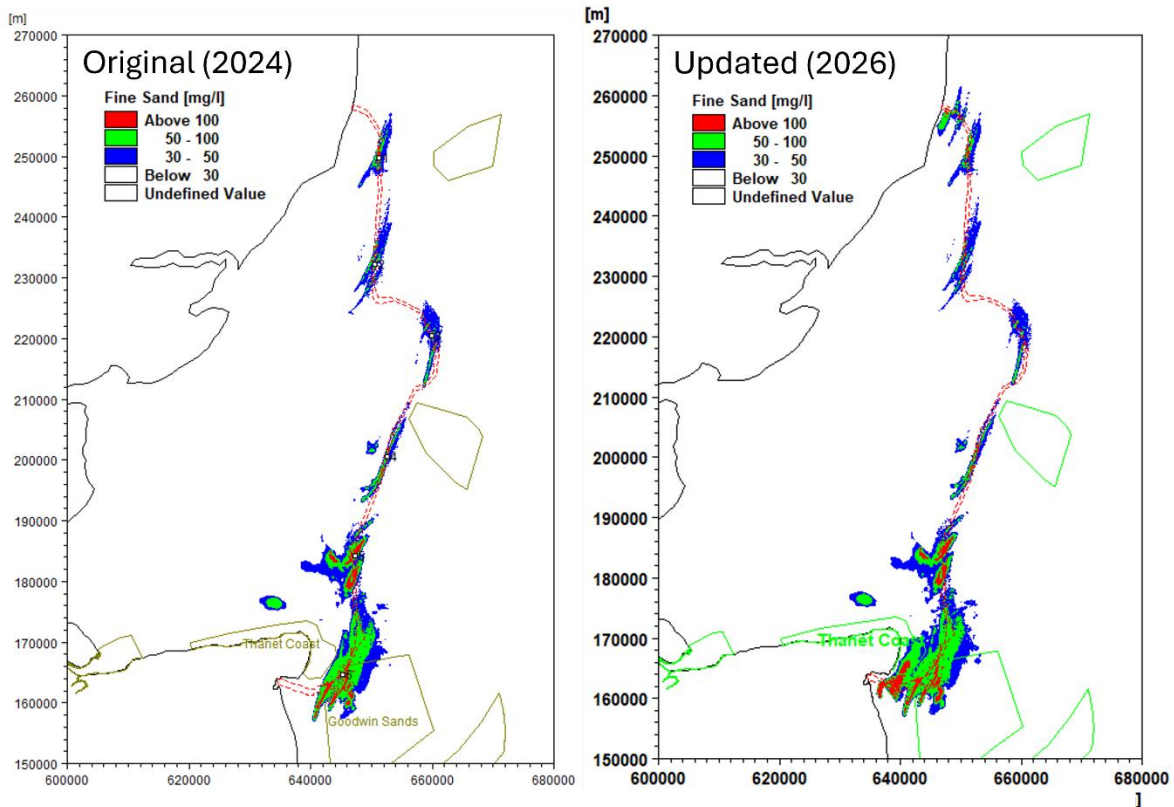 [m]
270000
Original (2024)
Fine Sand [mg/l]
Above 100
50 - 100
30 - 50
Below 30
Undefined Value
260000
250000
240000
230000
220000
210000
200000
190000
180000
170000
160000
150000
Thanet Coast
Goodwin Sands
600000
620000
640000
660000
680000
[m]
270000
Updated (2026)
Fine Sand [mg/l]
Above 100
50 - 100
30 - 50
Below 30
Undefined Value
260000
250000
240000
230000
220000
210000
200000
190000
180000
170000
160000
150000
600000
620000
640000
660000
680000
]